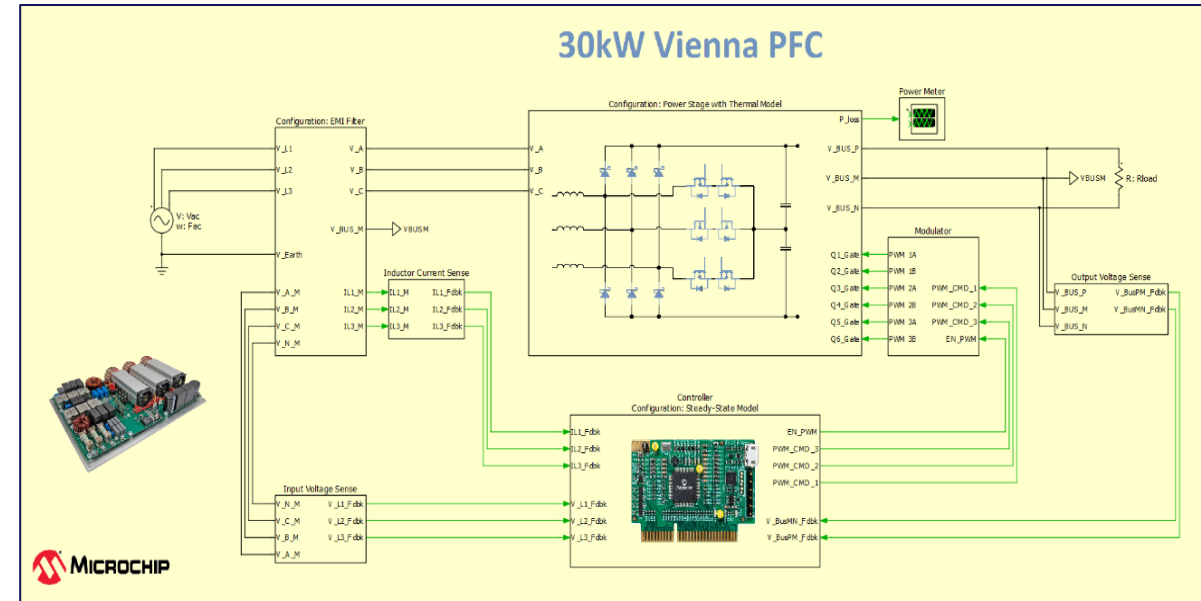 30kW Vienna PFC
Power Meter
Configuration: Power Stage with Thermal Model
P_loss
Configuration: EMI Filter
V_L1 V_A
V_L2 V_B
V_L3 V_C
V_BUS_M
V_Earth
V_A_M IL1_M
V_B_M IL2_M
V_C_M IL3_M
V_N_M
V: Vac
w: Fac
VBUSM
Inductor Current Sense
IL1_M IL1_Fdbk
IL2_M IL2_Fdbk
IL3_M IL3_Fdbk
V_A
V_B
V_C
V_BUS_P
V_BUS_M
V_BUS_N
Q1_Gate
Q2_Gate
Q3_Gate
Q4_Gate
Q5_Gate
Q6_Gate
VBUSM
R: Rload
Modulator
PWM 1A
PWM 1B
PWM 2A PWM_CMD_1
PWM 2B PWM_CMD_2
PWM 3A PWM_CMD_3
PWM 3B EN_PWM
Output Voltage Sense
V_BUS_P V_BusPM_Fdbk
V_BUS_M V_BusMN_Fdbk
V_BUS_N
Controller
Configuration: Steady-State Model
IL1_Fdbk EN_PWM
IL2_Fdbk PWM_CMD_3
IL3_Fdbk PWM_CMD_2
PWM_CMD_1
V_L1_Fdbk
V_L2_Fdbk V_BusMN_Fdbk
V_L3_Fdbk V_BusPM_Fdbk
Input Voltage Sense
V_N_M V_L1_Fdbk
V_C_M V_L2_Fdbk
V_B_M V_L3_Fdbk
V_A_M
MICROCHIP